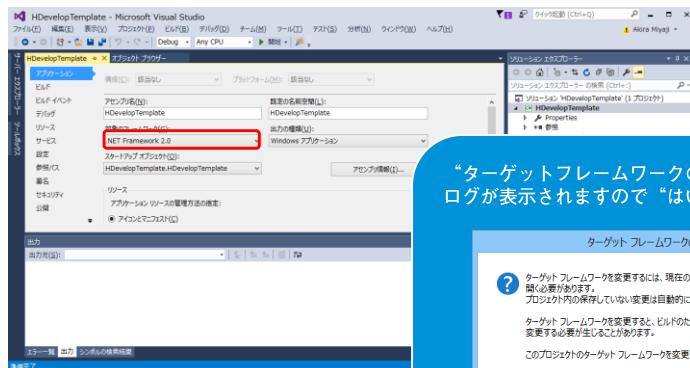 HDevelopTemplate - Microsoft Visual Studio
クイック起動 (Ctrl+Q)
ファイル(F) 編集(E) 表示(V) プロジェクト(P) ビルド(B) デバッグ(D) チーム(M) ツール(T) テスト(S) 分析(N) ウィンドウ(W) ヘルプ(H)
Akira Miyaji
Debug Any CPU 開始
サーバー エクスプローラー
ツールボックス
HDevelopTemplate オブジェクト ブラウザー
アプリケーション
ビルド
ビルド イベント
デバッグ
リソース
サービス
設定
参照パス
署名
セキュリティ
公開
構成(C): 該当なし プラットフォーム(M): 該当なし
アセンブリ名(N): 既定の名前空間(L):
HDevelopTemplate HDevelopTemplate
対象のフレームワーク(G): 出力の種類(U):
.NET Framework 2.0 Windows アプリケーション
スタートアップ オブジェクト(O):
HDevelopTemplate.HDevelopTemplate アセンブリ情報(I)...
リソース
アプリケーション リソースの管理方法の指定:
アイコンとマニフェスト(C)
ソリューション エクスプローラー
ソリューション エクスプローラー の検索 (Ctrl+:)
ソリューション 'HDevelopTemplate' (1 プロジェクト)
HDevelopTemplate
Properties
参照
出力
出力元(S):
エラー一覧 出力 シンボルの検索結果
準備完了
“ターゲットフレームワークの
ログが表示されますので“はい
ターゲット フレームワークの
ターゲット フレームワークを変更するには、現在の
開く必要があります。
プロジェクト内の保存していない変更は自動的に
ターゲット フレームワークを変更すると、ビルドのた
変更する必要が生じることがあります。
このプロジェクトのターゲット フレームワークを変更